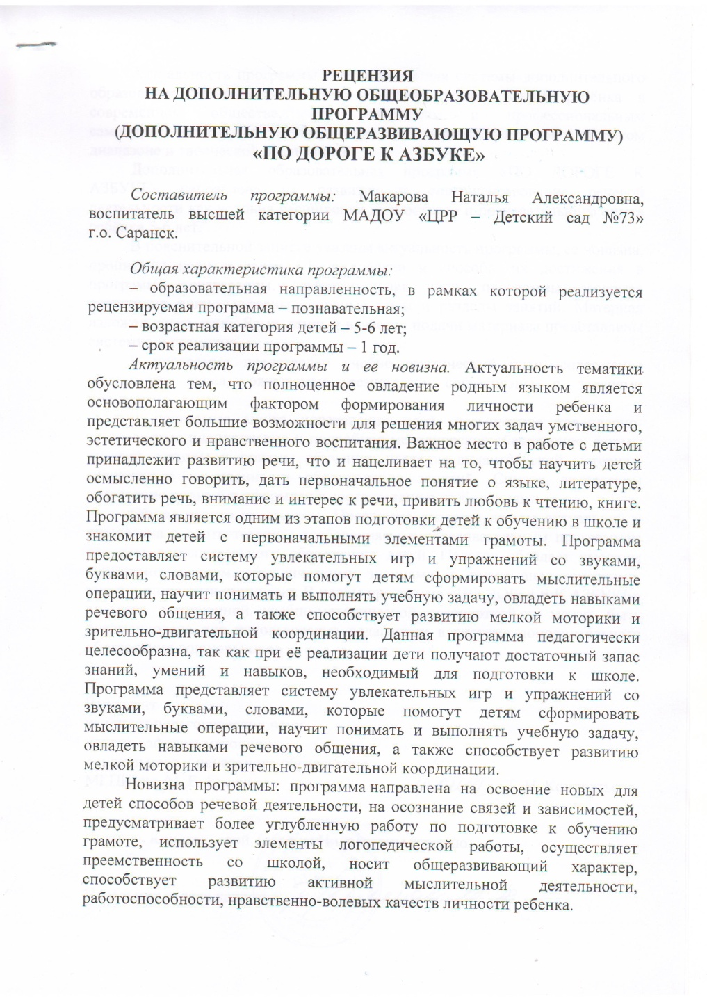 РЕЦЕНЗИЯ
НА ДОПОЛНИТЕЛЬНУЮ ОБЩЕОБРАЗОВАТЕЛЬНУЮ
ПРОГРАММУ
(ДОПОЛНИТЕЛЬНУЮ ОБЩЕРАЗВИВАЮЩУЮ ПРОГРАММУ)
«ПО ДОРОГЕ К АЗБУКЕ»
Составитель программы: Макарова Наталья Александровна,
воспитатель высшей категории МАДОУ «ЦРР – Детский сад №73»
г.о. Саранск.
Общая характеристика программы:
– образовательная направленность, в рамках которой реализуется
рецензируемая программа – познавательная;
– возрастная категория детей – 5-6 лет;
– срок реализации программы – 1 год.
Актуальность программы и ее новизна. Актуальность тематики
обусловлена тем, что полноценное овладение родным языком является
основополагающим фактором формирования личности ребенка и
представляет большие возможности для решения многих задач умственного,
эстетического и нравственного воспитания. Важное место в работе с детьми
принадлежит развитию речи, что и нацеливает на то, чтобы научить детей
осмысленно говорить, дать первоначальное понятие о языке, литературе,
обогатить речь, внимание и интерес к речи, привить любовь к чтению, книге.
Программа является одним из этапов подготовки детей к обучению в школе и
знакомит детей с первоначальными элементами грамоты. Программа
предоставляет систему увлекательных игр и упражнений со звуками,
буквами, словами, которые помогут детям сформировать мыслительные
операции, научит понимать и выполнять учебную задачу, овладеть навыками
речевого общения, а также способствует развитию мелкой моторики и
зрительно-двигательной координации. Данная программа педагогически
целесообразна, так как при её реализации дети получают достаточный запас
знаний, умений и навыков, необходимый для подготовки к школе.
Программа представляет систему увлекательных игр и упражнений со
звуками, буквами, словами, которые помогут детям сформировать
мыслительные операции, научит понимать и выполнять учебную задачу,
овладеть навыками речевого общения, а также способствует развитию
мелкой моторики и зрительно-двигательной координации.
Новизна программы: программа направлена на освоение новых для
детей способов речевой деятельности, на осознание связей и зависимостей,
предусматривает более углубленную работу по подготовке к обучению
грамоте, использует элементы логопедической работы, осуществляет
преемственность со школой, носит общеразвивающий характер,
способствует развитию активной мыслительной деятельности,
работоспособности, нравственно-волевых качеств личности ребенка.